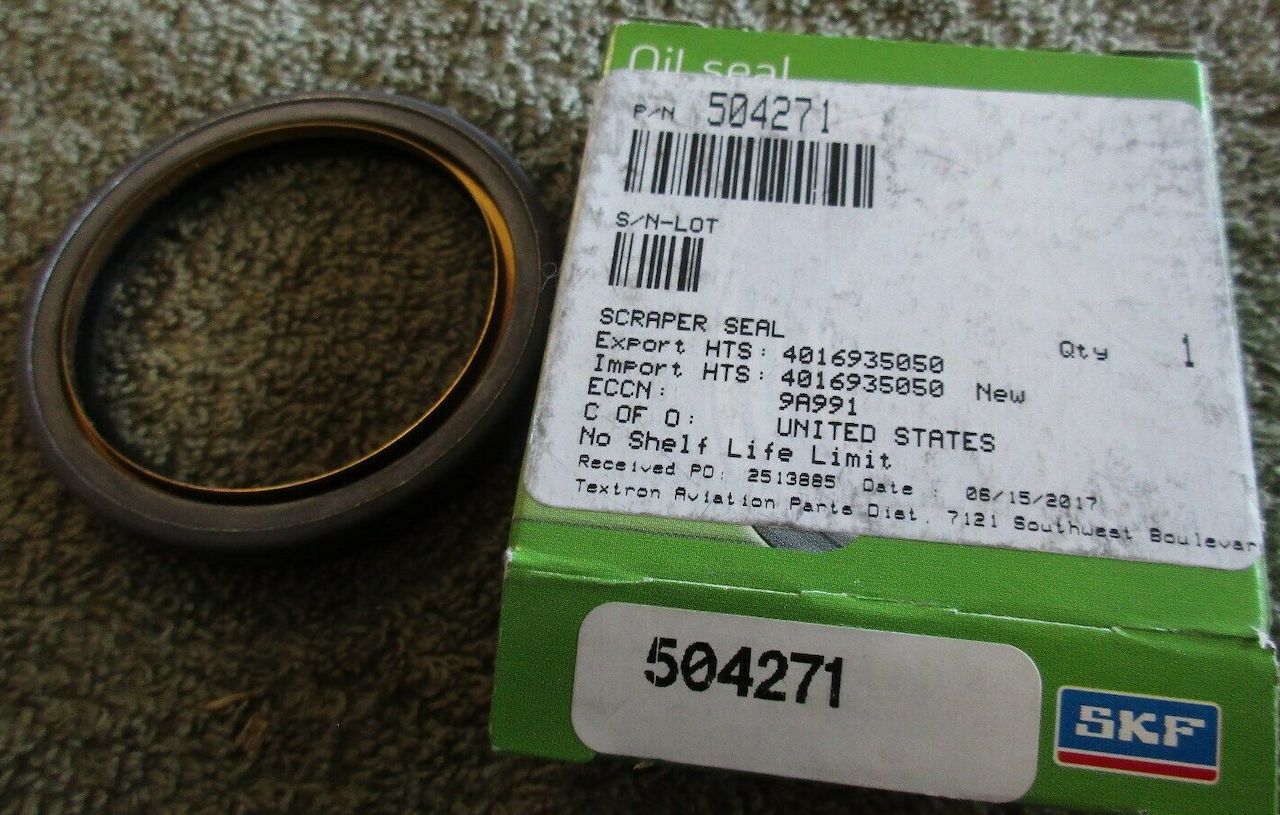 Oil seal
P/N 504271
S/N-LOT
SCRAPER SEAL
Qty 1
Export HTS: 4016935050
Import HTS: 4016935050 New
ECCN: 9A991
C OF O: UNITED STATES
No Shelf Life Limit
Received PO: 2513885 Date : 06/15/2017
Textron Aviation Parts Dist. 7121 Southwest Boulevar
504271
SKF